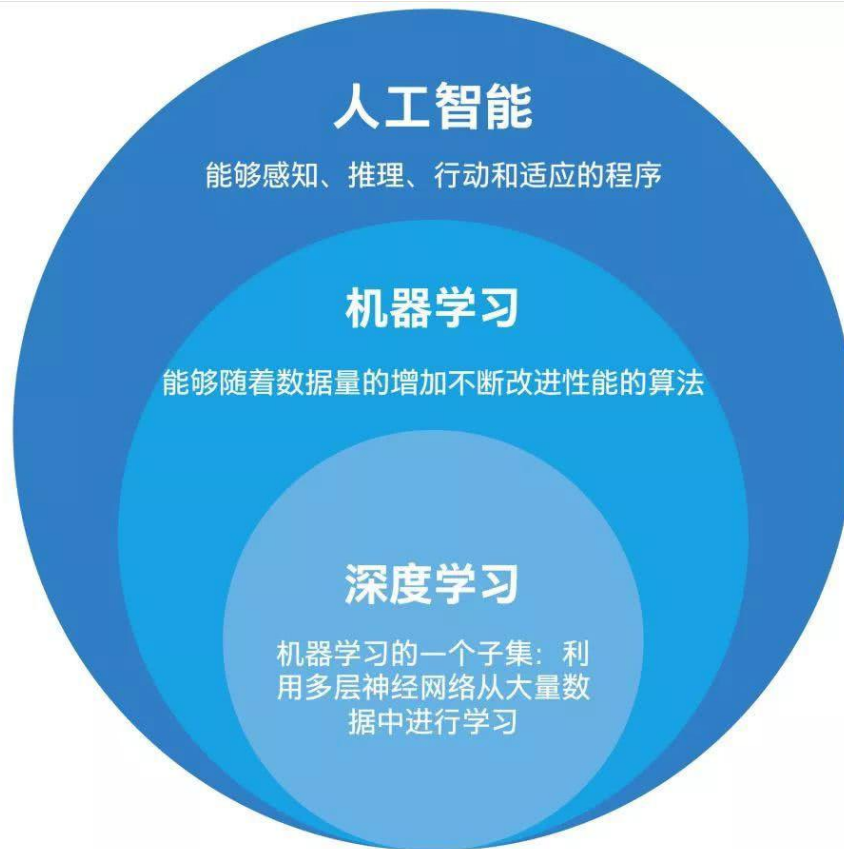 人工智能
能够感知、推理、行动和适应的程序
机器学习
能够随着数据量的增加不断改进性能的算法
深度学习
机器学习的一个子集：利
用多层神经网络从大量数
据中进行学习